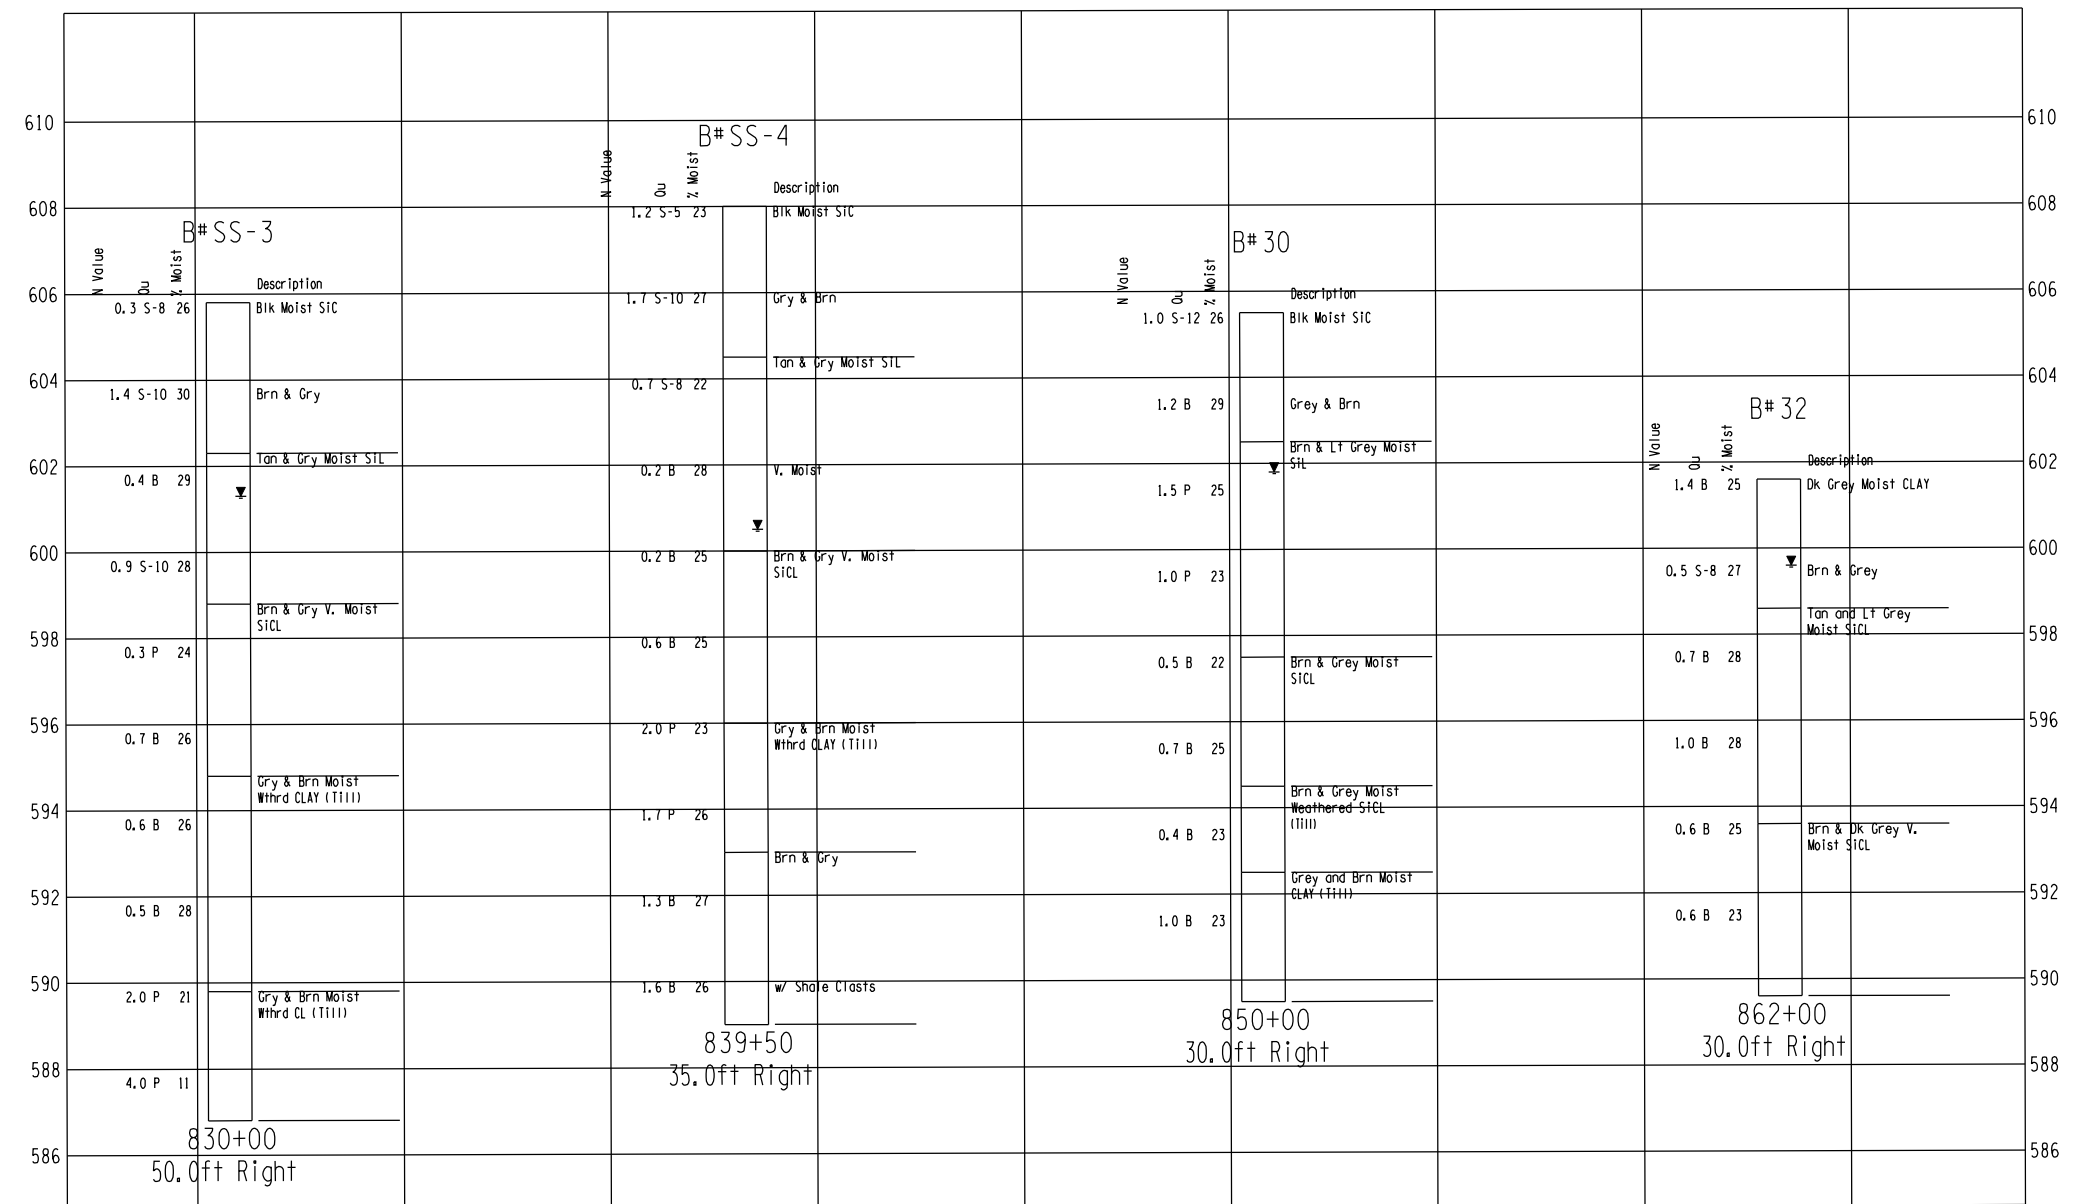 B#SS-3
N Value
Qu
% Moist
Description
0.3 S-8 26 Blk Moist SiC
1.4 S-10 30 Brn & Gry
Tan & Gry Moist SiL
0.4 B 29
0.9 S-10 28
Brn & Gry V. Moist
SiCL
0.3 P 24
0.7 B 26
Gry & Brn Moist
Wthrd CLAY (Till)
0.6 B 26
0.5 B 28
2.0 P 21 Gry & Brn Moist
Wthrd CL (Till)
4.0 P 11
830+00
50.0ft Right
B#SS-4
N Value
Qu
% Moist
Description
1.2 S-5 23 Blk Moist SiC
1.7 S-10 27 Gry & Brn
Tan & Gry Moist SiL
0.7 S-8 22
0.2 B 28 V. Moist
0.2 B 25 Brn & Gry V. Moist
SiCL
0.6 B 25
2.0 P 23 Gry & Brn Moist
Wthrd CLAY (Till)
1.7 P 26
Brn & Gry
1.3 B 27
1.6 B 26 w/ Shale Clasts
839+50
35.0ft Right
B#30
N Value
Qu
% Moist
Description
1.0 S-12 26 Blk Moist SiC
1.2 B 29 Grey & Brn
Brn & Lt Grey Moist
SiL
1.5 P 25
1.0 P 23
0.5 B 22 Brn & Grey Moist
SiCL
0.7 B 25
Brn & Grey Moist
Weathered SiCL
(Till)
0.4 B 23
Grey and Brn Moist
CLAY (Till)
1.0 B 23
850+00
30.0ft Right
B#32
N Value
Qu
% Moist
Description
1.4 B 25 Dk Grey Moist CLAY
0.5 S-8 27 Brn & Grey
Tan and Lt Grey
Moist SiCL
0.7 B 28
1.0 B 28
0.6 B 25 Brn & Dk Grey V.
Moist SiCL
0.6 B 23
862+00
30.0ft Right
610
608
606
604
602
600
598
596
594
592
590
588
586
610
608
606
604
602
600
598
596
594
592
590
588
586